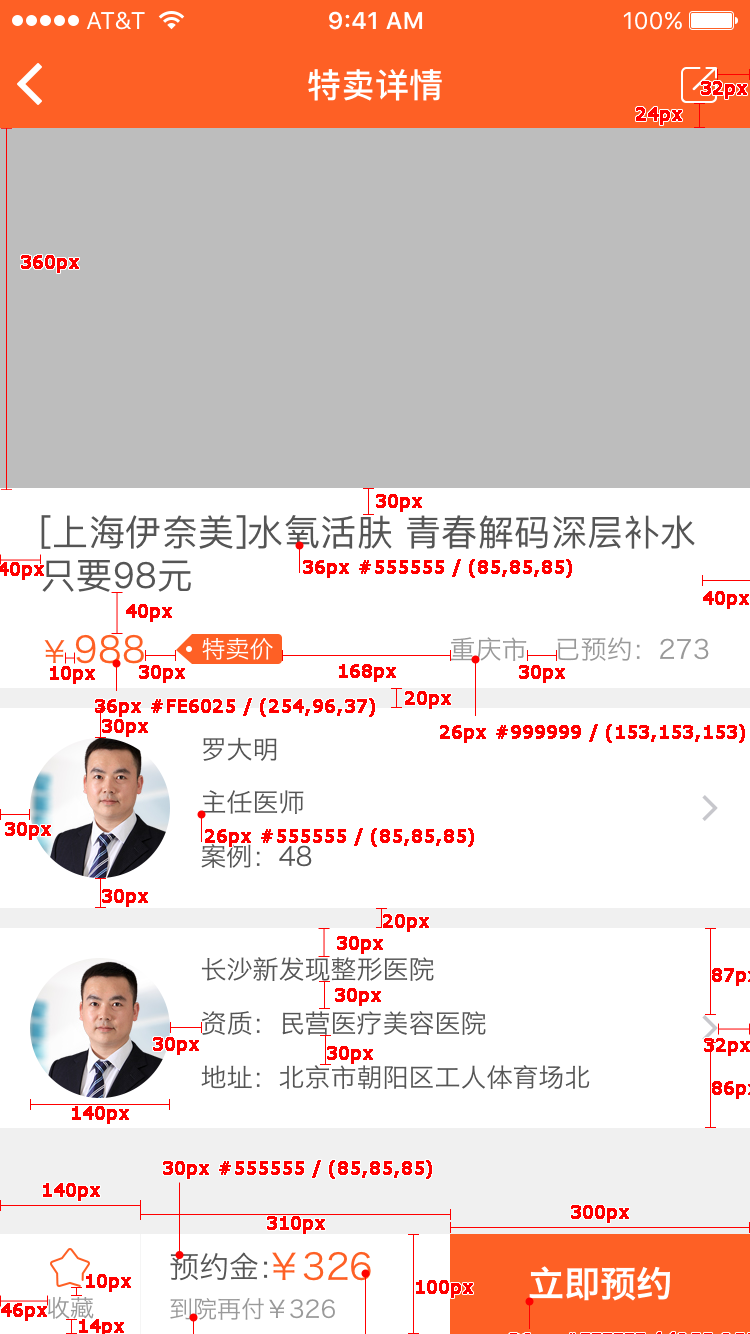 AT&T 9:41 AM 100%
特卖详情
32px
24px
360px
30px
[上海伊奈美]水氧活肤 青春解码深层补水
40px
只要98元
36px #555555 / (85,85,85)
40px
40px
¥988 特卖价 重庆市 已预约：273
10px 30px 168px 30px
36px #FE6025 / (254,96,37) 20px
30px
26px #999999 / (153,153,153)
罗大明
主任医师
30px
26px #555555 / (85,85,85)
案例：48
30px
20px
30px
长沙新发现整形医院
87px
30px
资质：民营医疗美容医院
30px 30px 32px
地址：北京市朝阳区工人体育场北
86px
140px
30px #555555 / (85,85,85)
140px
310px 300px
预约金:¥326 立即预约
10px 100px
46px 收藏 到院再付¥326
14px